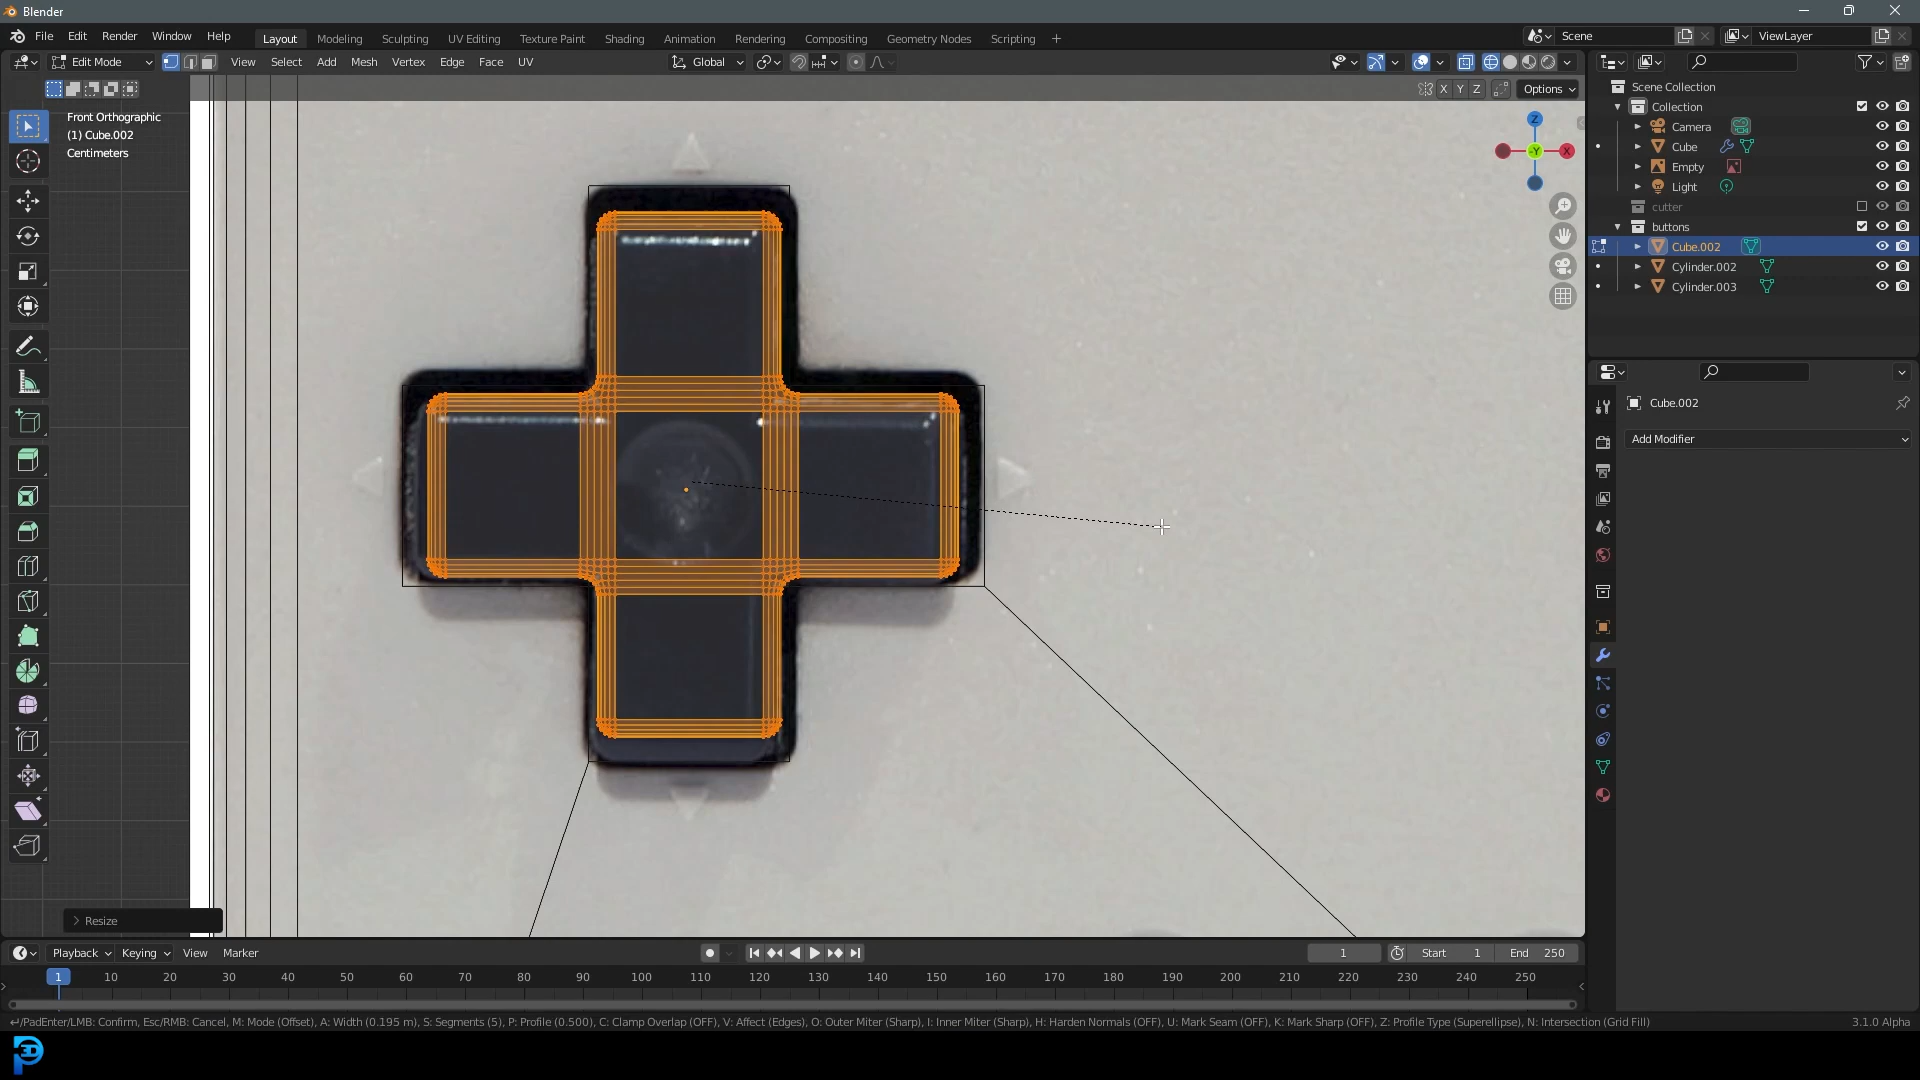 Blender
File Edit Render Window Help
Layout Modeling Sculpting UV Editing Texture Paint Shading Animation Rendering Compositing Geometry Nodes Scripting +
Scene
ViewLayer
Edit Mode
View Select Add Mesh Vertex Edge Face UV
Global
X Y Z
Options
Front Orthographic
(1) Cube.002
Centimeters
Z
-Y
X
Scene Collection
Collection
Camera
Cube
Empty
Light
cutter
buttons
Cube.002
Cylinder.002
Cylinder.003
Cube.002
Add Modifier
Resize
Playback Keying View Marker
1
Start 1
End 250
1 10 20 30 40 50 60 70 80 90 100 110 120 130 140 150 160 170 180 190 200 210 220 230 240 250
↵/PadEnter/LMB: Confirm, Esc/RMB: Cancel, M: Mode (Offset), A: Width (0.195 m), S: Segments (5), P: Profile (0.500), C: Clamp Overlap (OFF), V: Affect (Edges), O: Outer Miter (Sharp), I: Inner Miter (Sharp), H: Harden Normals (OFF), U: Mark Seam (OFF), K: Mark Sharp (OFF), Z: Profile Type (Superellipse), N: Intersection (Grid Fill)
3.1.0 Alpha